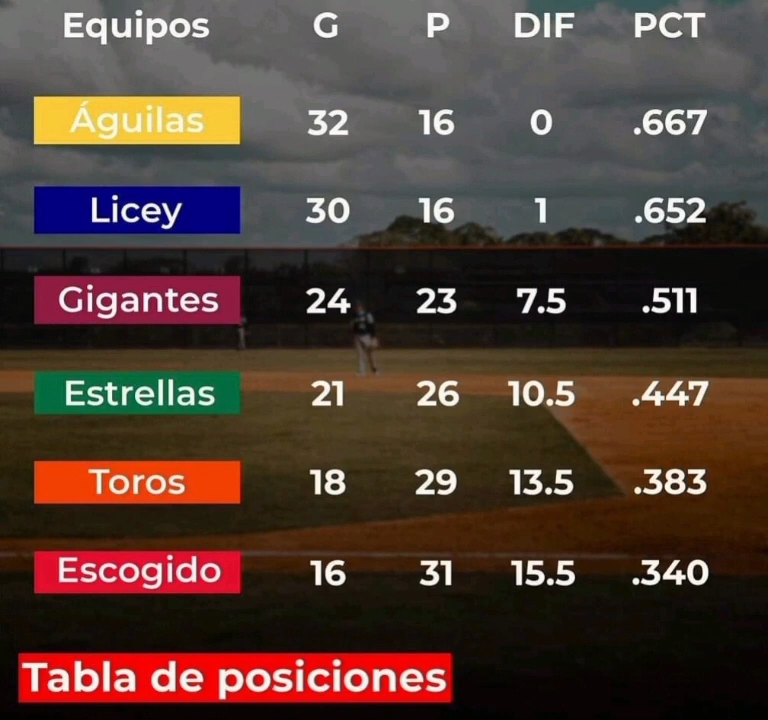 Equipos G P DIF PCT
Águilas 32 16 0 .667
Licey 30 16 1 .652
Gigantes 24 23 7.5 .511
Estrellas 21 26 10.5 .447
Toros 18 29 13.5 .383
Escogido 16 31 15.5 .340
Tabla de posiciones